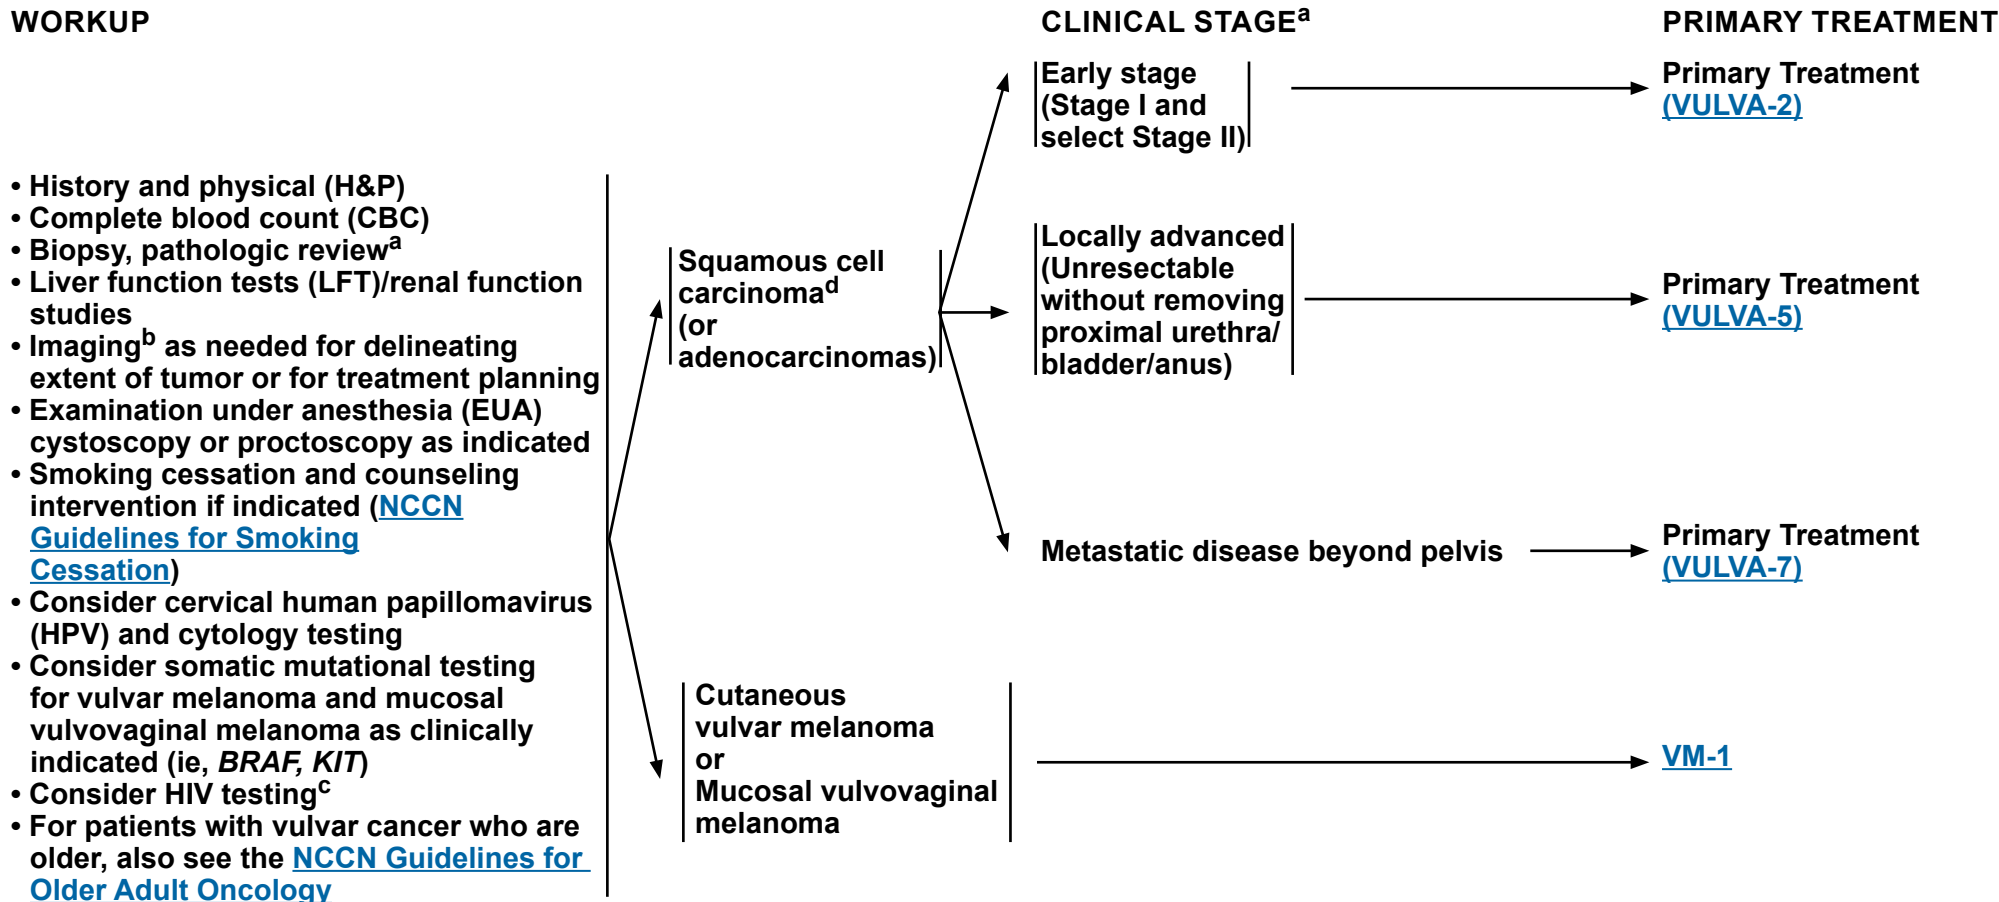 WORKUP
CLINICAL STAGEa
PRIMARY TREATMENT
• History and physical (H&P)
• Complete blood count (CBC)
• Biopsy, pathologic reviewa
• Liver function tests (LFT)/renal function
studies
• Imagingb as needed for delineating
extent of tumor or for treatment planning
• Examination under anesthesia (EUA)
cystoscopy or proctoscopy as indicated
• Smoking cessation and counseling
intervention if indicated (NCCN
Guidelines for Smoking
Cessation)
• Consider cervical human papillomavirus
(HPV) and cytology testing
• Consider somatic mutational testing
for vulvar melanoma and mucosal
vulvovaginal melanoma as clinically
indicated (ie, BRAF, KIT)
• Consider HIV testingc
• For patients with vulvar cancer who are
older, also see the NCCN Guidelines for
Older Adult Oncology
Squamous cell
carcinomad
(or
adenocarcinomas)
Early stage
(Stage I and
select Stage II)
Primary Treatment
(VULVA-2)
Locally advanced
(Unresectable
without removing
proximal urethra/
bladder/anus)
Primary Treatment
(VULVA-5)
Metastatic disease beyond pelvis
Primary Treatment
(VULVA-7)
Cutaneous
vulvar melanoma
or
Mucosal vulvovaginal
melanoma
VM-1